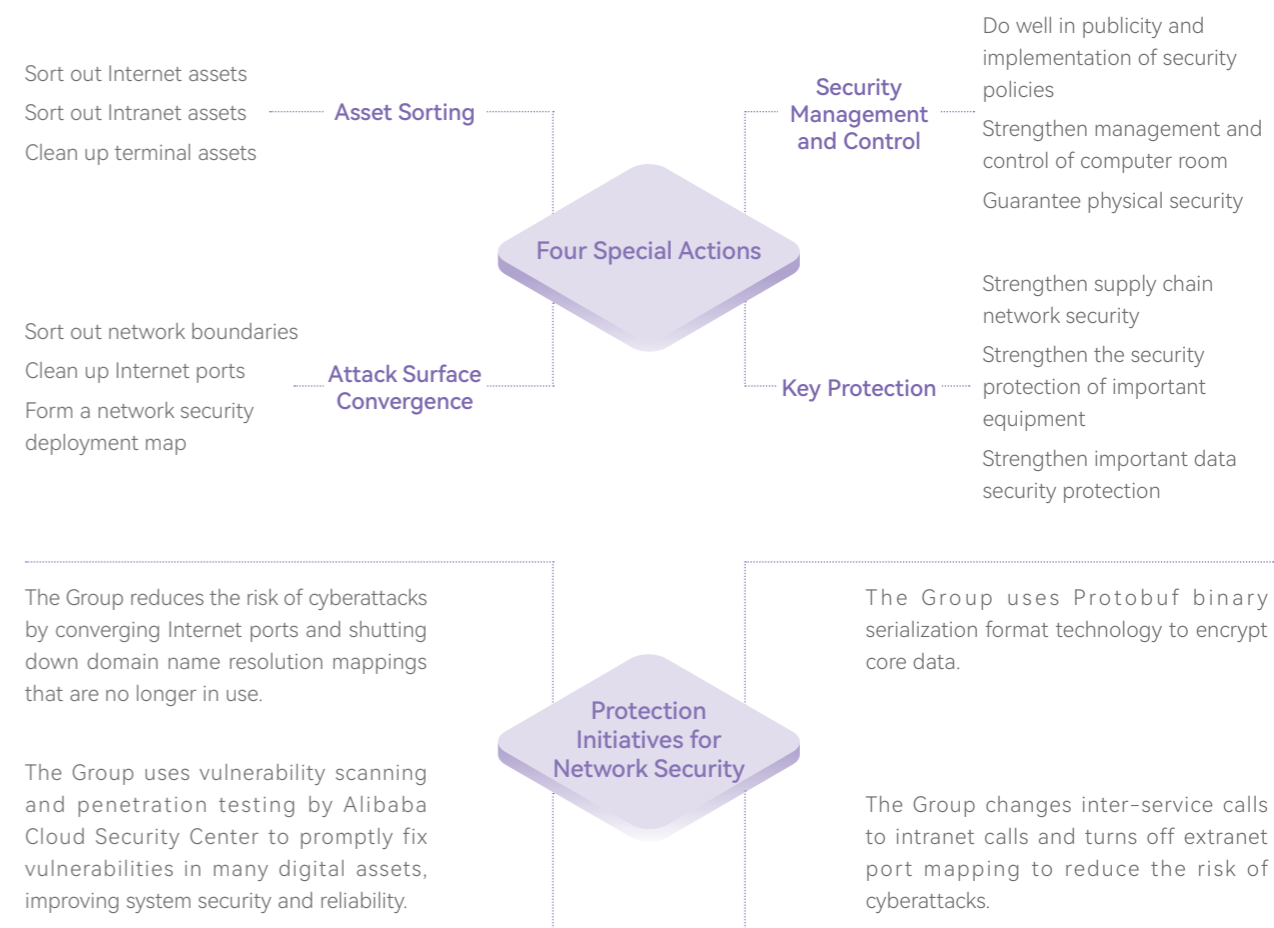 Sort out Internet assets
Sort out Intranet assets
Clean up terminal assets
Asset Sorting
Security
Management
and Control
Do well in publicity and
implementation of security
policies
Strengthen management and
control of computer room
Guarantee physical security
Four Special Actions
Sort out network boundaries
Clean up Internet ports
Form a network security
deployment map
Attack Surface
Convergence
Key Protection
Strengthen supply chain
network security
Strengthen the security
protection of important
equipment
Strengthen important data
security protection
The Group reduces the risk of cyberattacks
by converging Internet ports and shutting
down domain name resolution mappings
that are no longer in use.
The Group uses Protobuf binary
serialization format technology to encrypt
core data.
Protection
Initiatives for
Network Security
The Group uses vulnerability scanning
and penetration testing by Alibaba
Cloud Security Center to promptly fix
vulnerabilities in many digital assets,
improving system security and reliability.
The Group changes inter-service calls
to intranet calls and turns off extranet
port mapping to reduce the risk of
cyberattacks.